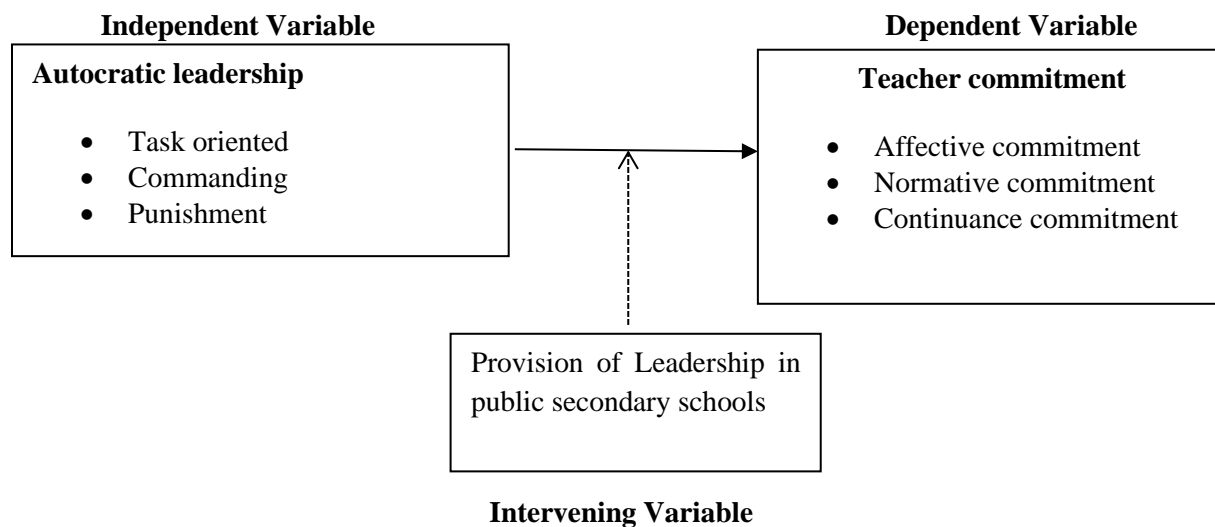 Independent Variable
Dependent Variable
Autocratic leadership
• Task oriented
• Commanding
• Punishment
Teacher commitment
• Affective commitment
• Normative commitment
• Continuance commitment
Provision of Leadership in
public secondary schools
Intervening Variable